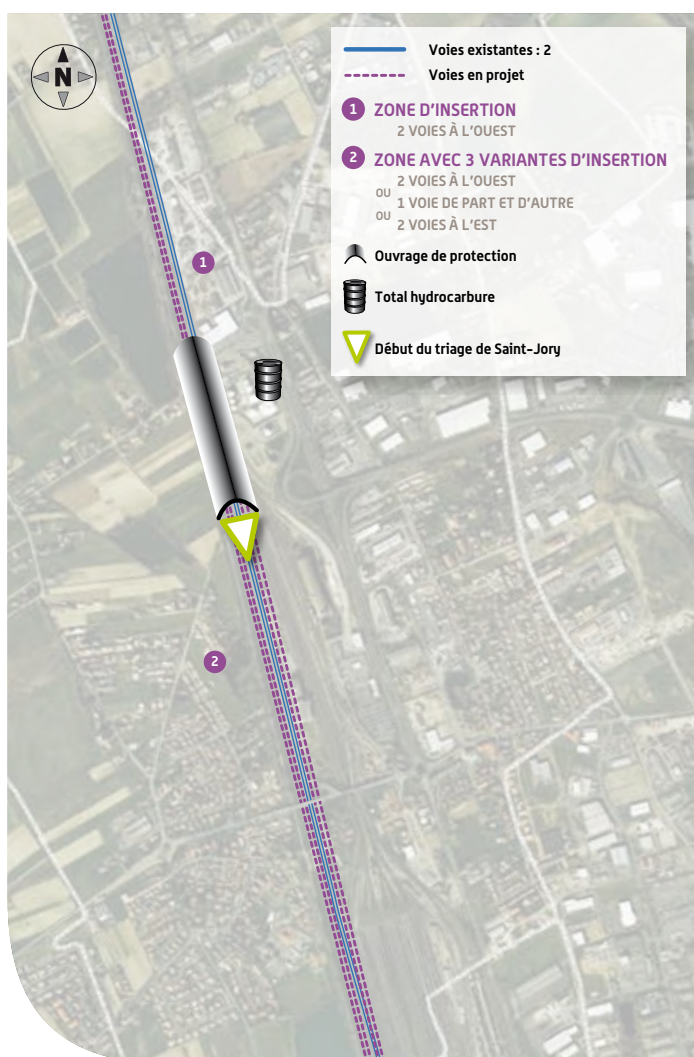 N
Voies existantes : 2
Voies en projet
1 ZONE D'INSERTION
2 VOIES À L'OUEST
2 ZONE AVEC 3 VARIANTES D'INSERTION
2 VOIES À L'OUEST
OU
1 VOIE DE PART ET D'AUTRE
OU
2 VOIES À L'EST
Ouvrage de protection
Total hydrocarbure
Début du triage de Saint-Jory
1
2